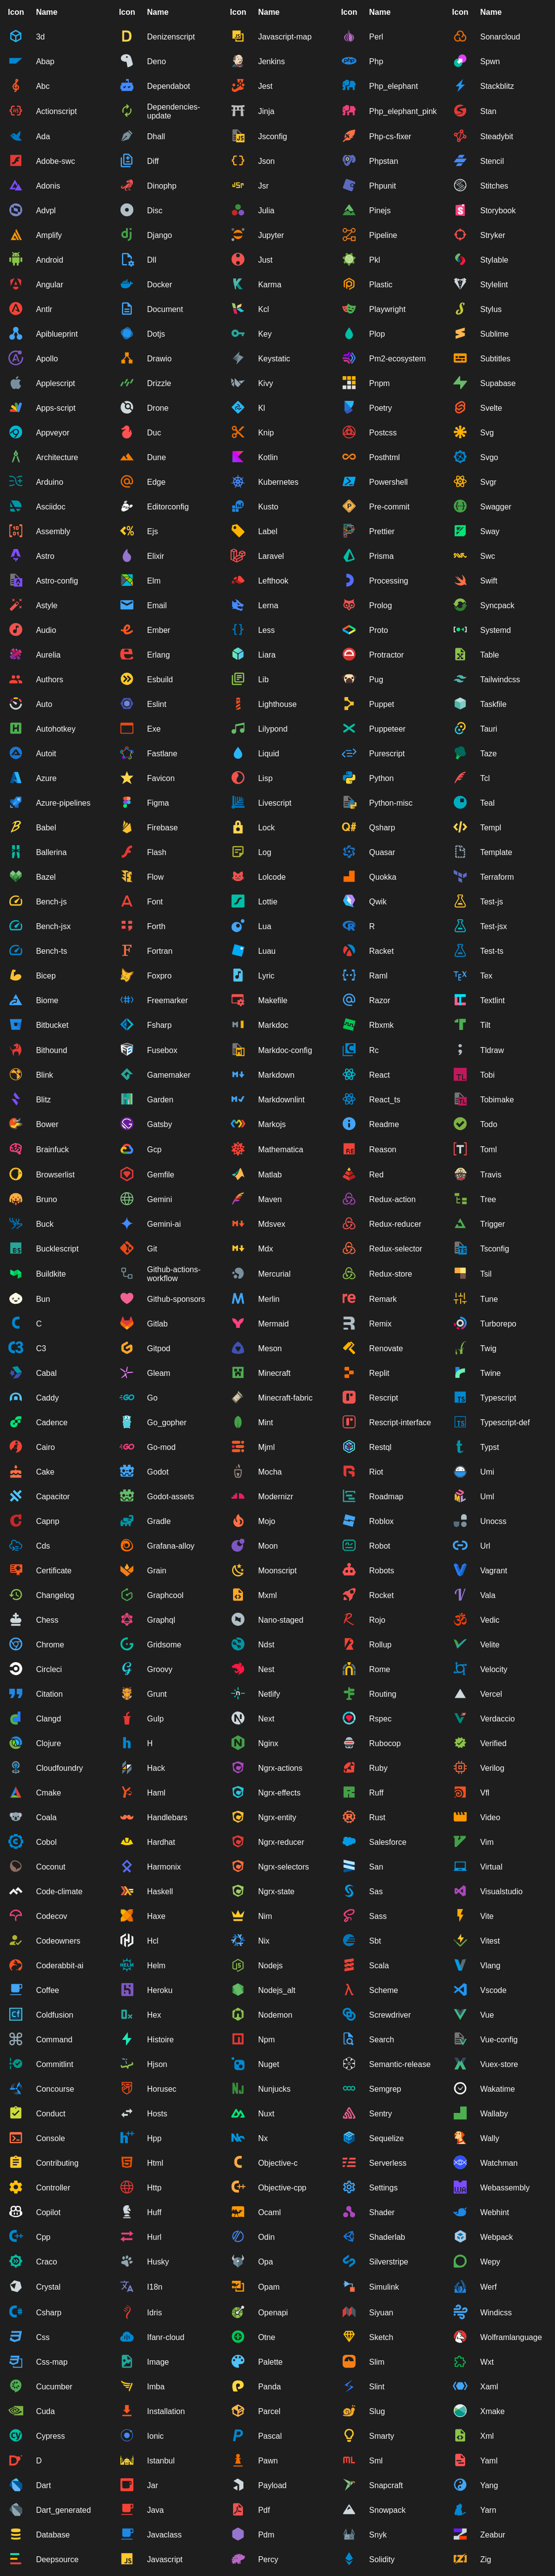 Icon Name Icon Name Icon Name Icon Name Icon Name
3d Denizenscript Javascript-map Perl Sonarcloud
Abap Deno Jenkins Php Spwn
Abc Dependabot Jest Php_elephant Stackblitz
Actionscript Dependencies-update Jinja Php_elephant_pink Stan
Ada Dhall Jsconfig Php-cs-fixer Steadybit
Adobe-swc Diff Json Phpstan Stencil
Adonis Dinophp Jsr Phpunit Stitches
Advpl Disc Julia Pinejs Storybook
Amplify Django Jupyter Pipeline Stryker
Android Dll Just Pkl Stylable
Angular Docker Karma Plastic Stylelint
Antlr Document Kcl Playwright Stylus
Apiblueprint Dotjs Key Plop Sublime
Apollo Drawio Keystatic Pm2-ecosystem Subtitles
Applescript Drizzle Kivy Pnpm Supabase
Apps-script Drone Kl Poetry Svelte
Appveyor Duc Knip Postcss Svg
Architecture Dune Kotlin Posthtml Svgo
Arduino Edge Kubernetes Powershell Svgr
Asciidoc Editorconfig Kusto Pre-commit Swagger
Assembly Ejs Label Prettier Sway
Astro Elixir Laravel Prisma Swc
Astro-config Elm Lefthook Processing Swift
Astyle Email Lerna Prolog Syncpack
Audio Ember Less Proto Systemd
Aurelia Erlang Liara Protractor Table
Authors Esbuild Lib Pug Tailwindcss
Auto Eslint Lighthouse Puppet Taskfile
Autohotkey Exe Lilypond Puppeteer Tauri
Autoit Fastlane Liquid Purescript Taze
Azure Favicon Lisp Python Tcl
Azure-pipelines Figma Livescript Python-misc Teal
Babel Firebase Lock Qsharp Templ
Ballerina Flash Log Quasar Template
Bazel Flow Lolcode Quokka Terraform
Bench-js Font Lottie Qwik Test-js
Bench-jsx Forth Lua R Test-jsx
Bench-ts Fortran Luau Racket Test-ts
Bicep Foxpro Lyric Raml Tex
Biome Freemarker Makefile Razor Textlint
Bitbucket Fsharp Markdoc Rbxmk Tilt
Bithound Fusebox Markdoc-config Rc Tldraw
Blink Gamemaker Markdown React Tobi
Blitz Garden Markdownlint React_ts Tobimake
Bower Gatsby Markojs Readme Todo
Brainfuck Gcp Mathematica Reason Toml
Browserlist Gemfile Matlab Red Travis
Bruno Gemini Maven Redux-action Tree
Buck Gemini-ai Mdsvex Redux-reducer Trigger
Bucklescript Git Mdx Redux-selector Tsconfig
Buildkite Github-actions-workflow Mercurial Redux-store Tsil
Bun Github-sponsors Merlin Remark Tune
C Gitlab Mermaid Remix Turborepo
C3 Gitpod Meson Renovate Twig
Cabal Gleam Minecraft Replit Twine
Caddy Go Minecraft-fabric Rescript Typescript
Cadence Go_gopher Mint Rescript-interface Typescript-def
Cairo Go-mod Mjml Restql Typst
Cake Godot Mocha Riot Umi
Capacitor Godot-assets Modernizr Roadmap Uml
Capnp Gradle Mojo Roblox Unocss
Cds Grafana-alloy Moon Robot Url
Certificate Grain Moonscript Robots Vagrant
Changelog Graphcool Mxml Rocket Vala
Chess Graphql Nano-staged Rojo Vedic
Chrome Gridsome Ndst Rollup Velite
Circleci Groovy Nest Rome Velocity
Citation Grunt Netlify Routing Vercel
Clangd Gulp Next Rspec Verdaccio
Clojure H Nginx Rubocop Verified
Cloudfoundry Hack Ngrx-actions Ruby Verilog
Cmake Haml Ngrx-effects Ruff Vfl
Coala Handlebars Ngrx-entity Rust Video
Cobol Hardhat Ngrx-reducer Salesforce Vim
Coconut Harmonix Ngrx-selectors San Virtual
Code-climate Haskell Ngrx-state Sas Visualstudio
Codecov Haxe Nim Sass Vite
Codeowners Hcl Nix Sbt Vitest
Coderabbit-ai Helm Nodejs Scala Vlang
Coffee Heroku Nodejs_alt Scheme Vscode
Coldfusion Hex Nodemon Screwdriver Vue
Command Histoire Npm Search Vue-config
Commitlint Hjson Nuget Semantic-release Vuex-store
Concourse Horusec Nunjucks Semgrep Wakatime
Conduct Hosts Nuxt Sentry Wallaby
Console Hpp Nx Sequelize Wally
Contributing Html Objective-c Serverless Watchman
Controller Http Objective-cpp Settings Webassembly
Copilot Huff Ocaml Shader Webhint
Cpp Hurl Odin Shaderlab Webpack
Craco Husky Opa Silverstripe Wepy
Crystal I18n Opam Simulink Werf
Csharp Idris Openapi Siyuan Windicss
Css Ifanr-cloud Otne Sketch Wolframlanguage
Css-map Image Palette Slim Wxt
Cucumber Imba Panda Slint Xaml
Cuda Installation Parcel Slug Xmake
Cypress Ionic Pascal Smarty Xml
D Istanbul Pawn Sml Yaml
Dart Jar Payload Snapcraft Yang
Dart_generated Java Pdf Snowpack Yarn
Database Javaclass Pdm Snyk Zeabur
Deepsource Javascript Percy Solidity Zig